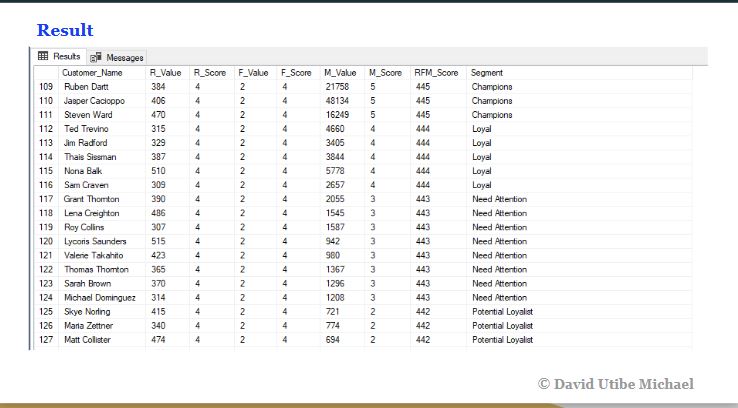 Result
Results Messages
Customer_Name R_Value R_Score F_Value F_Score M_Value M_Score RFM_Score Segment
109 Ruben Dartt 384 4 2 4 21758 5 445 Champions
110 Jasper Cacioppo 406 4 2 4 48134 5 445 Champions
111 Steven Ward 470 4 2 4 16249 5 445 Champions
112 Ted Trevino 315 4 2 4 4660 4 444 Loyal
113 Jim Radford 329 4 2 4 3405 4 444 Loyal
114 Thais Sissman 387 4 2 4 3844 4 444 Loyal
115 Nona Balk 510 4 2 4 5778 4 444 Loyal
116 Sam Craven 309 4 2 4 2657 4 444 Loyal
117 Grant Thornton 390 4 2 4 2055 3 443 Need Attention
118 Lena Creighton 486 4 2 4 1545 3 443 Need Attention
119 Roy Collins 307 4 2 4 1587 3 443 Need Attention
120 Lycoris Saunders 515 4 2 4 942 3 443 Need Attention
121 Valerie Takahito 423 4 2 4 980 3 443 Need Attention
122 Thomas Thornton 365 4 2 4 1367 3 443 Need Attention
123 Sarah Brown 370 4 2 4 1296 3 443 Need Attention
124 Michael Dominguez 314 4 2 4 1208 3 443 Need Attention
125 Skye Norling 415 4 2 4 721 2 442 Potential Loyalist
126 Maria Zettner 340 4 2 4 774 2 442 Potential Loyalist
127 Matt Collister 474 4 2 4 694 2 442 Potential Loyalist
© David Utibe Michael